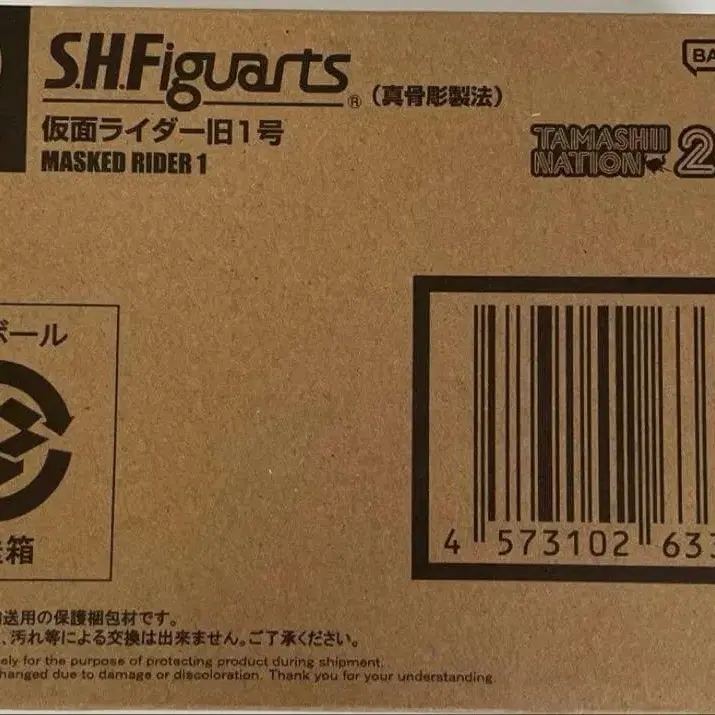 S.H.Figuarts® (真骨彫製法)
仮面ライダー旧1号
MASKED RIDER 1
BA
TAMASHII
NATION 2
ボール
箱
4 573102 633
送用の保護梱包材です。
、汚れ等による交換は出来ません。ご了承ください。
ely for the purpose of protecting product during shipment.
hanged due to damage or discoloration. Thank you for your understanding.